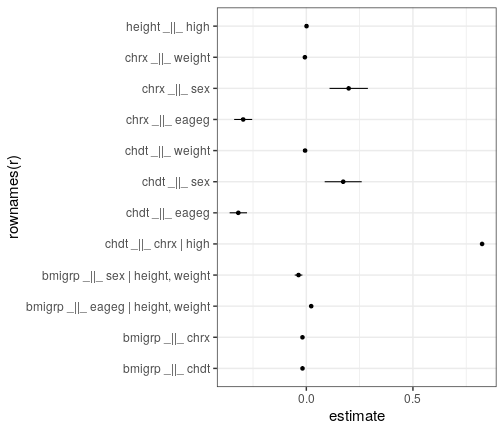 height _||_ high
chrx _||_ weight
chrx _||_ sex
chrx _||_ eageg
chdt _||_ weight
chdt _||_ sex
chdt _||_ eageg
chdt _||_ chrx | high
bmigrp _||_ sex | height, weight
bmigrp _||_ eageg | height, weight
bmigrp _||_ chrx
bmigrp _||_ chdt
rownames(r)
0.0 0.5
estimate